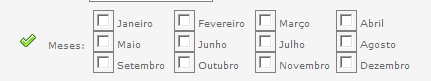 Janeiro Fevereiro Março Abril
Meses: Maio Junho Julho Agosto
Setembro Outubro Novembro Dezembro